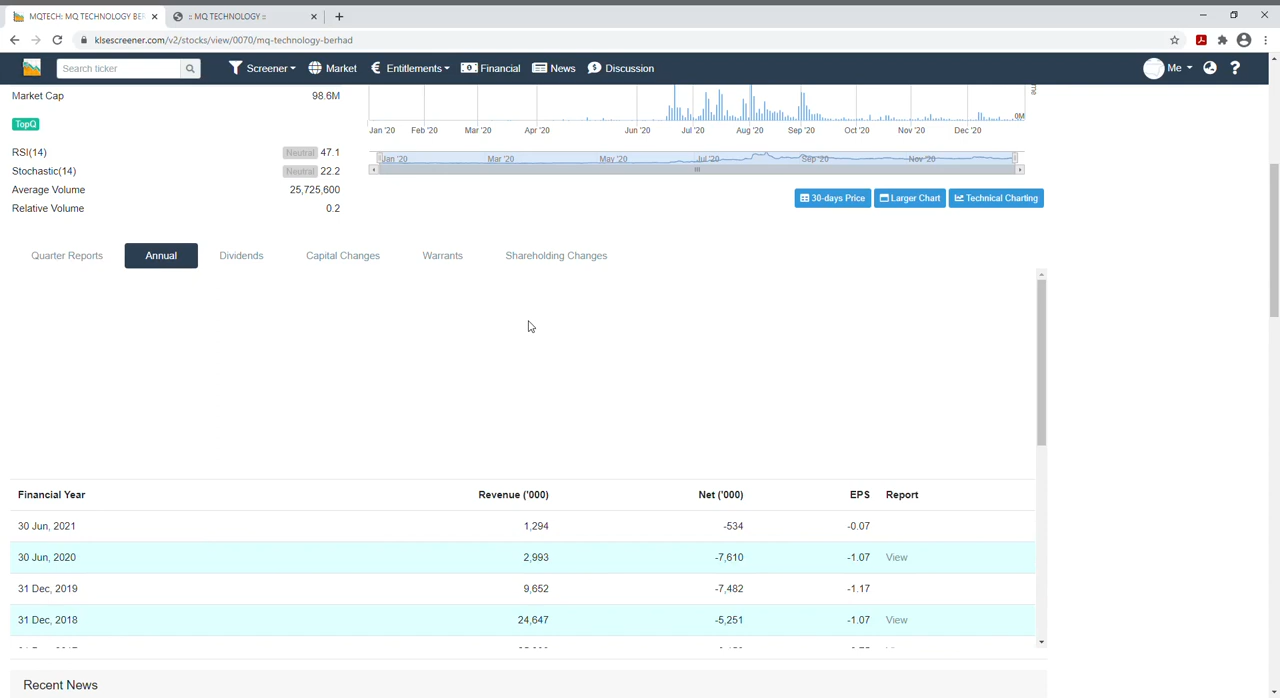 MQTECH: MQ TECHNOLOGY BER
:: MQ TECHNOLOGY ::
klsescreener.com/v2/stocks/view/0070/mq-technology-berhad
Search ticker
Screener
Market
Entitlements
Financial
News
Discussion
Me
Market Cap 98.6M
TopQ
RSI(14) Neutral 47.1
Stochastic(14) Neutral 22.2
Average Volume 25,725,600
Relative Volume 0.2
0M
Jan '20 Feb '20 Mar '20 Apr '20 Jun '20 Jul '20 Aug '20 Sep '20 Oct '20 Nov '20 Dec '20
Jan '20 Mar '20 May '20 Jul '20 Sep '20 Nov '20
30-days Price Larger Chart Technical Charting
Quarter Reports Annual Dividends Capital Changes Warrants Shareholding Changes
Financial Year Revenue ('000) Net ('000) EPS Report
30 Jun, 2021 1,294 -534 -0.07
30 Jun, 2020 2,993 -7,610 -1.07 View
31 Dec, 2019 9,652 -7,482 -1.17
31 Dec, 2018 24,647 -5,251 -1.07 View
Recent News